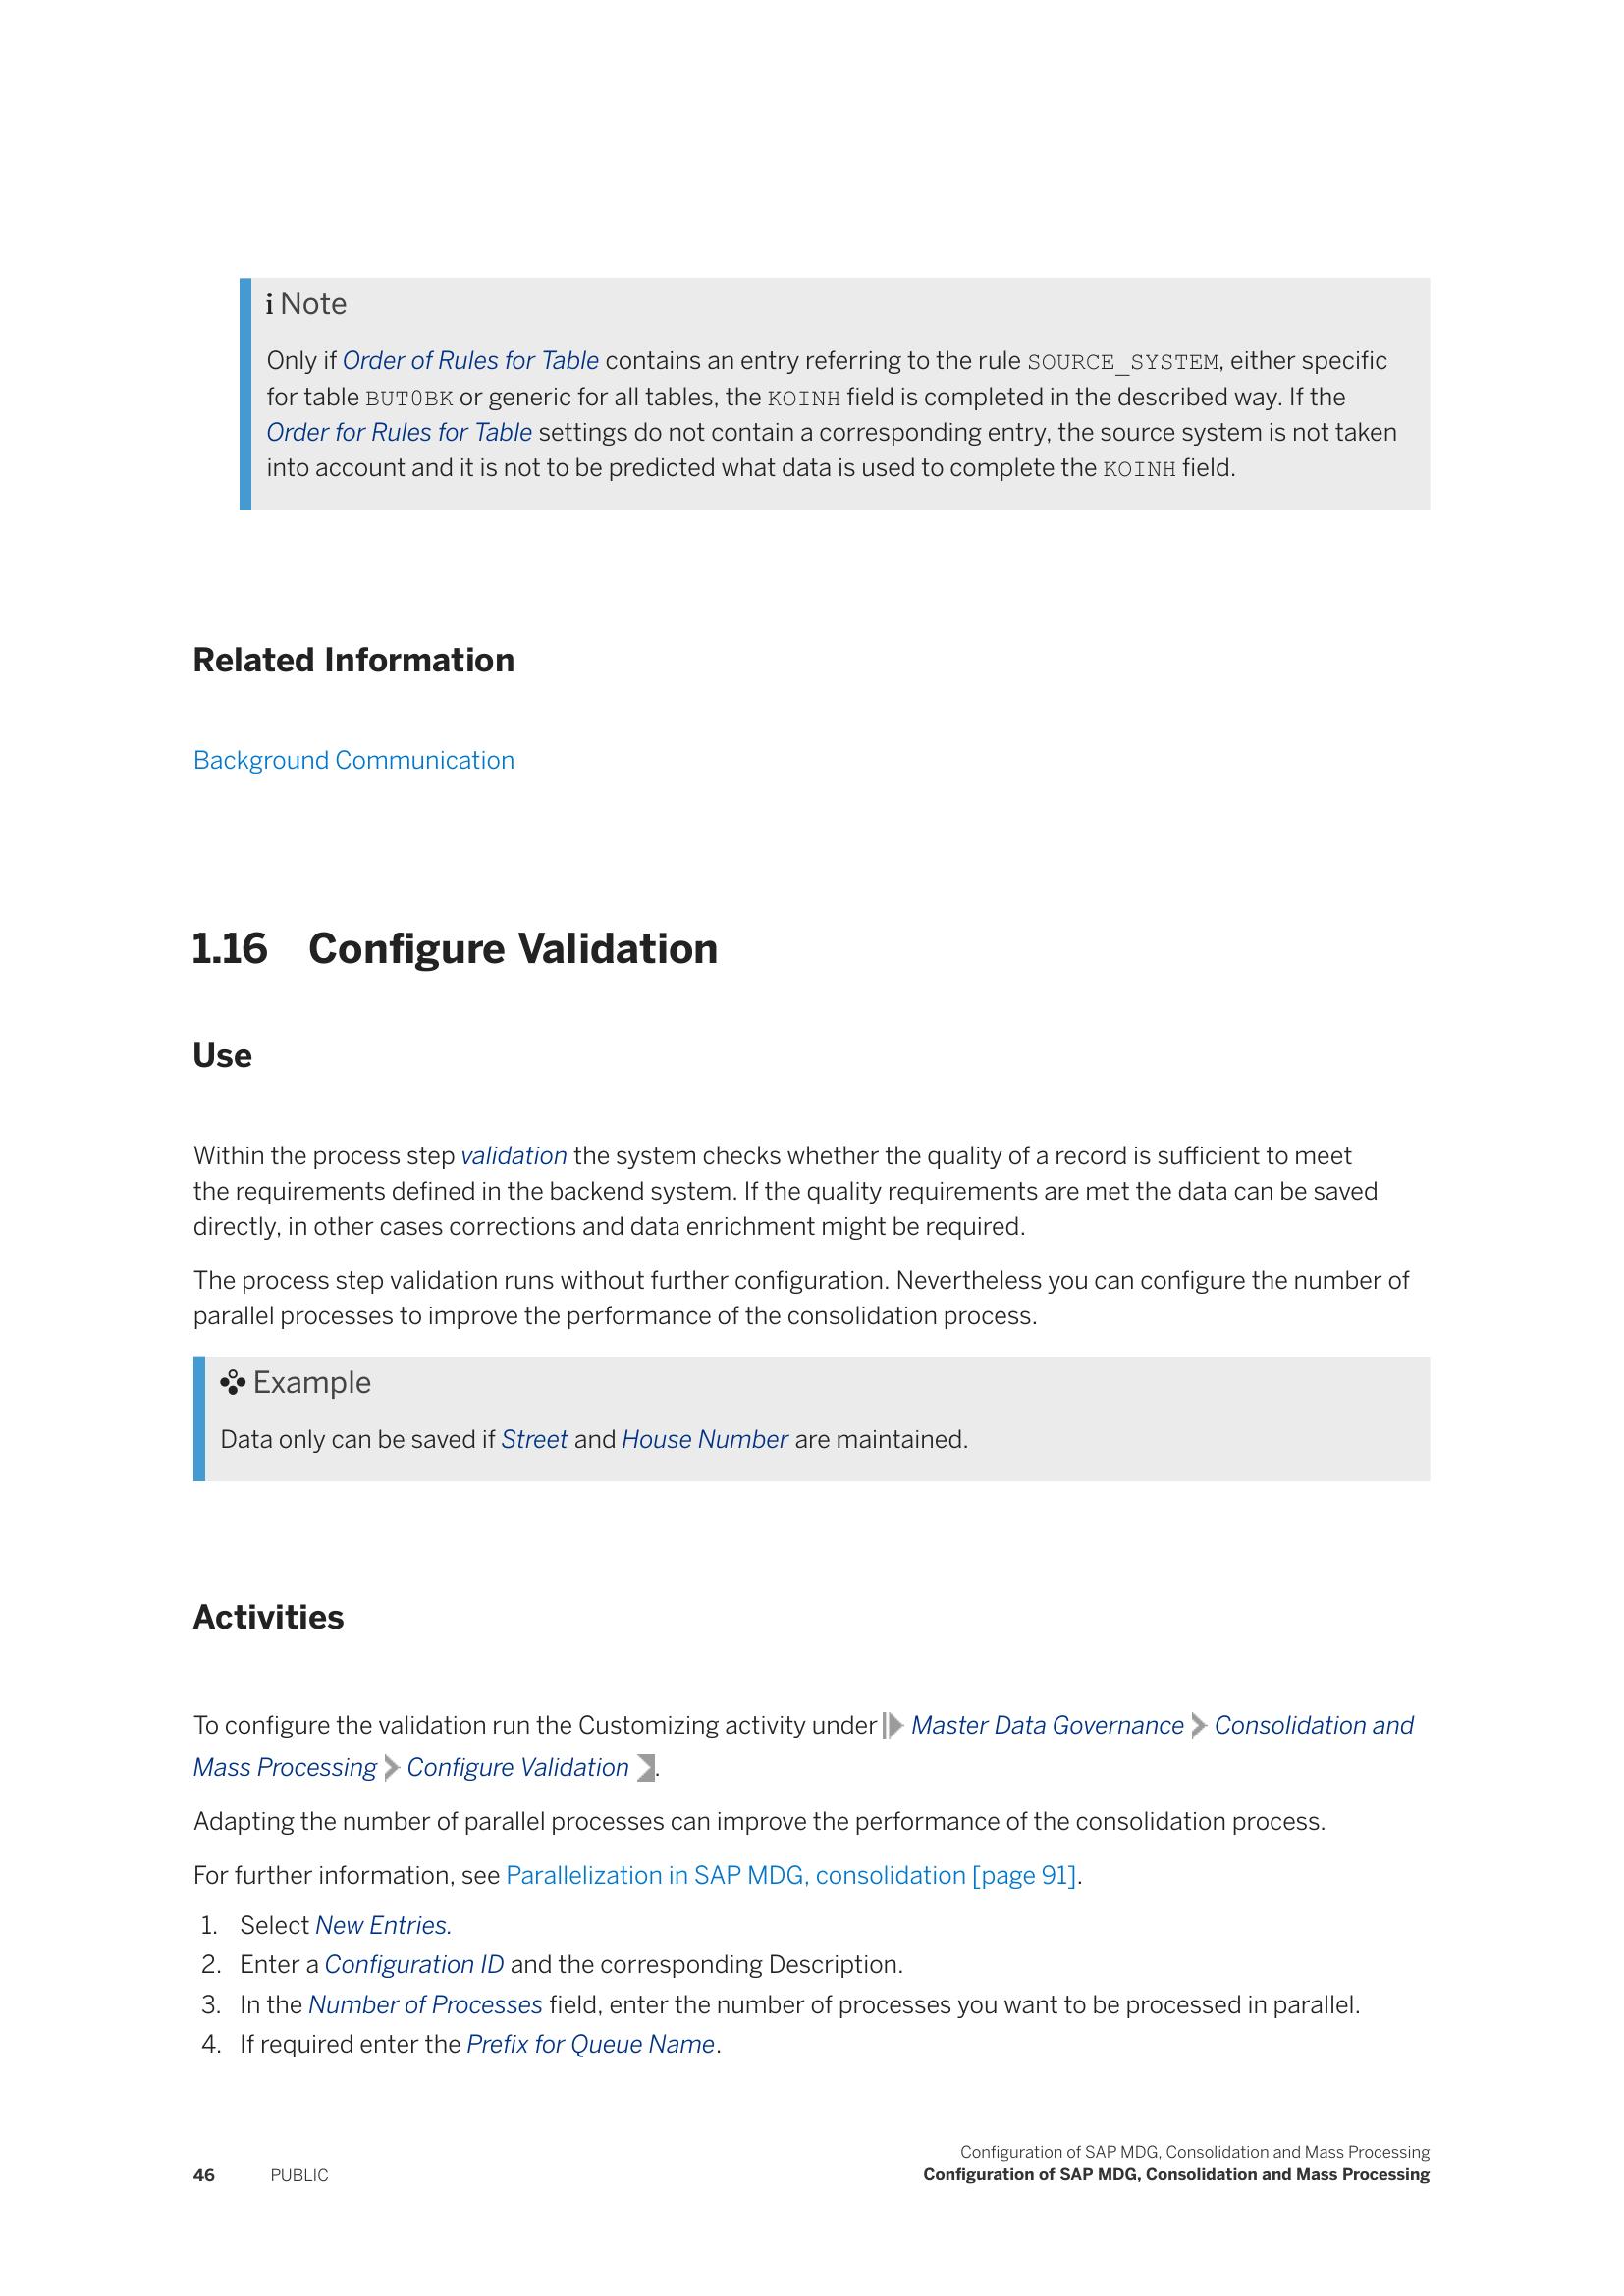 i Note
Only if Order of Rules for Table contains an entry referring to the rule SOURCE_SYSTEM, either specific
for table BUT0BK or generic for all tables, the KOINH field is completed in the described way. If the
Order for Rules for Table settings do not contain a corresponding entry, the source system is not taken
into account and it is not to be predicted what data is used to complete the KOINH field.
Related Information
Background Communication
1.16 Configure Validation
Use
Within the process step validation the system checks whether the quality of a record is sufficient to meet
the requirements defined in the backend system. If the quality requirements are met the data can be saved
directly, in other cases corrections and data enrichment might be required.
The process step validation runs without further configuration. Nevertheless you can configure the number of
parallel processes to improve the performance of the consolidation process.
Example
Data only can be saved if Street and House Number are maintained.
Activities
To configure the validation run the Customizing activity under Master Data Governance Consolidation and
Mass Processing Configure Validation .
Adapting the number of parallel processes can improve the performance of the consolidation process.
For further information, see Parallelization in SAP MDG, consolidation [page 91].
1. Select New Entries.
2. Enter a Configuration ID and the corresponding Description.
3. In the Number of Processes field, enter the number of processes you want to be processed in parallel.
4. If required enter the Prefix for Queue Name.
Configuration of SAP MDG, Consolidation and Mass Processing
46 PUBLIC Configuration of SAP MDG, Consolidation and Mass Processing